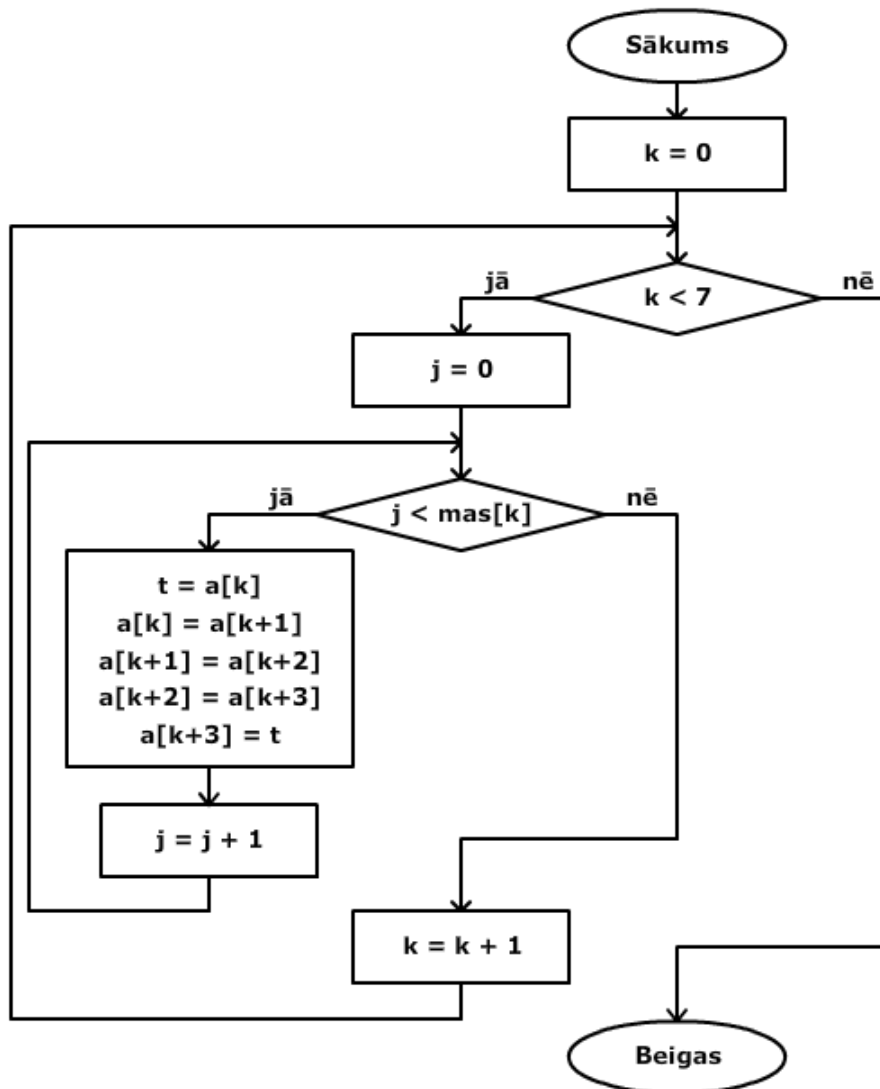 Sākums
k = 0
jā
k < 7
nē
j = 0
jā
j < mas[k]
nē
t = a[k]
a[k] = a[k+1]
a[k+1] = a[k+2]
a[k+2] = a[k+3]
a[k+3] = t
j = j + 1
k = k + 1
Beigas